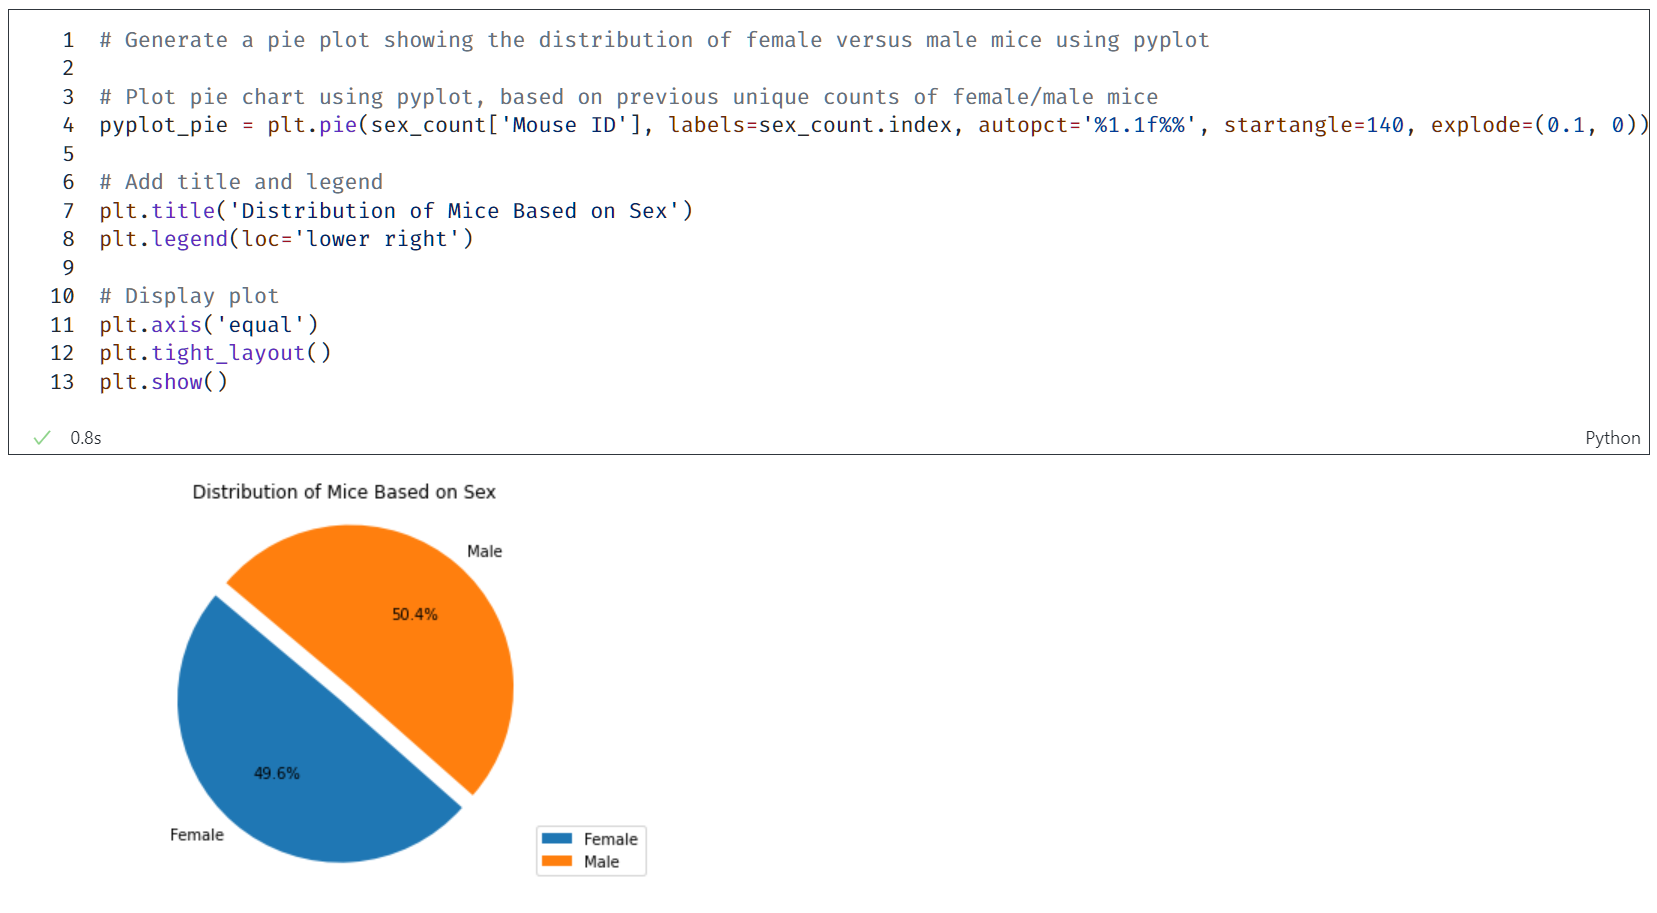 1 # Generate a pie plot showing the distribution of female versus male mice using pyplot
2
3 # Plot pie chart using pyplot, based on previous unique counts of female/male mice
4 pyplot_pie = plt.pie(sex_count['Mouse ID'], labels=sex_count.index, autopct='%1.1f%%', startangle=140, explode=(0.1, 0))
5
6 # Add title and legend
7 plt.title('Distribution of Mice Based on Sex')
8 plt.legend(loc='lower right')
9
10 # Display plot
11 plt.axis('equal')
12 plt.tight_layout()
13 plt.show()
0.8s Python
Distribution of Mice Based on Sex
Male
50.4%
49.6%
Female
Female
Male